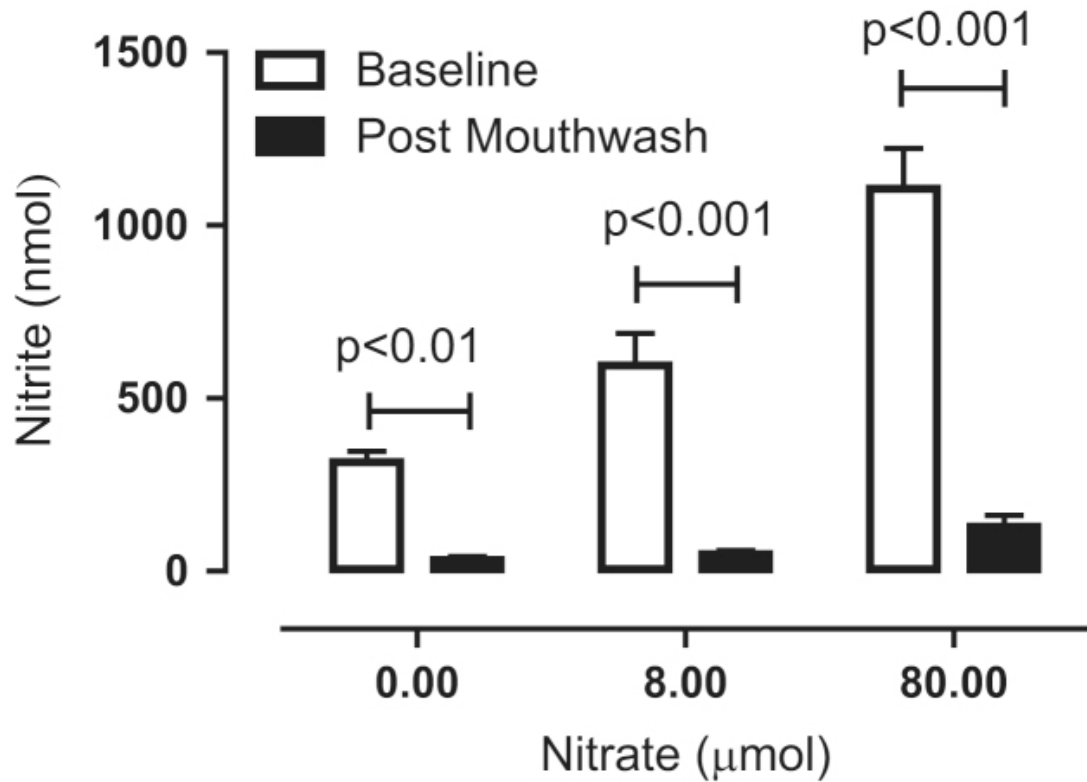 p<0.001
1500
Baseline
Post Mouthwash
p<0.001
1000
p<0.01
500
0
Nitrite (nmol)
0.00 8.00 80.00
Nitrate (μmol)